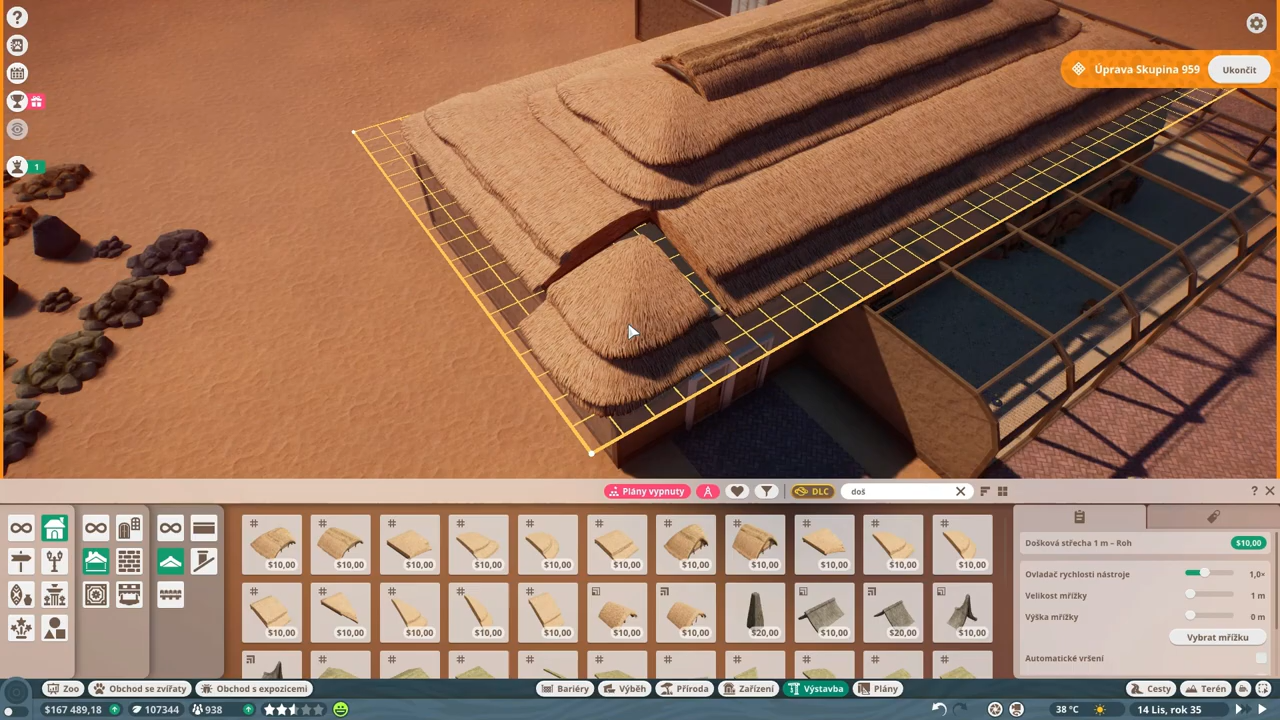 ?
Úprava Skupina 959
Ukončit
1
Plány vypnuty
DLC
doš
?
$10,00 $10,00 $10,00 $10,00 $10,00 $10,00 $10,00 $10,00 $10,00 $10,00 $10,00
$10,00 $10,00 $10,00 $10,00 $10,00 $10,00 $10,00 $20,00 $10,00 $20,00 $10,00
Došková střecha 1 m – Roh
$10,00
Ovladač rychlosti nástroje
1,0×
Velikost mřížky
1 m
Výška mřížky
0 m
Vybrat mřížku
Automatické vršení
Zoo
Obchod se zvířaty
Obchod s expozicemi
Bariéry
Výběh
Příroda
Zařízení
Výstavba
Plány
Cesty
Terén
$167 489,18
107344
938
38 °C
14 Lis, rok 35